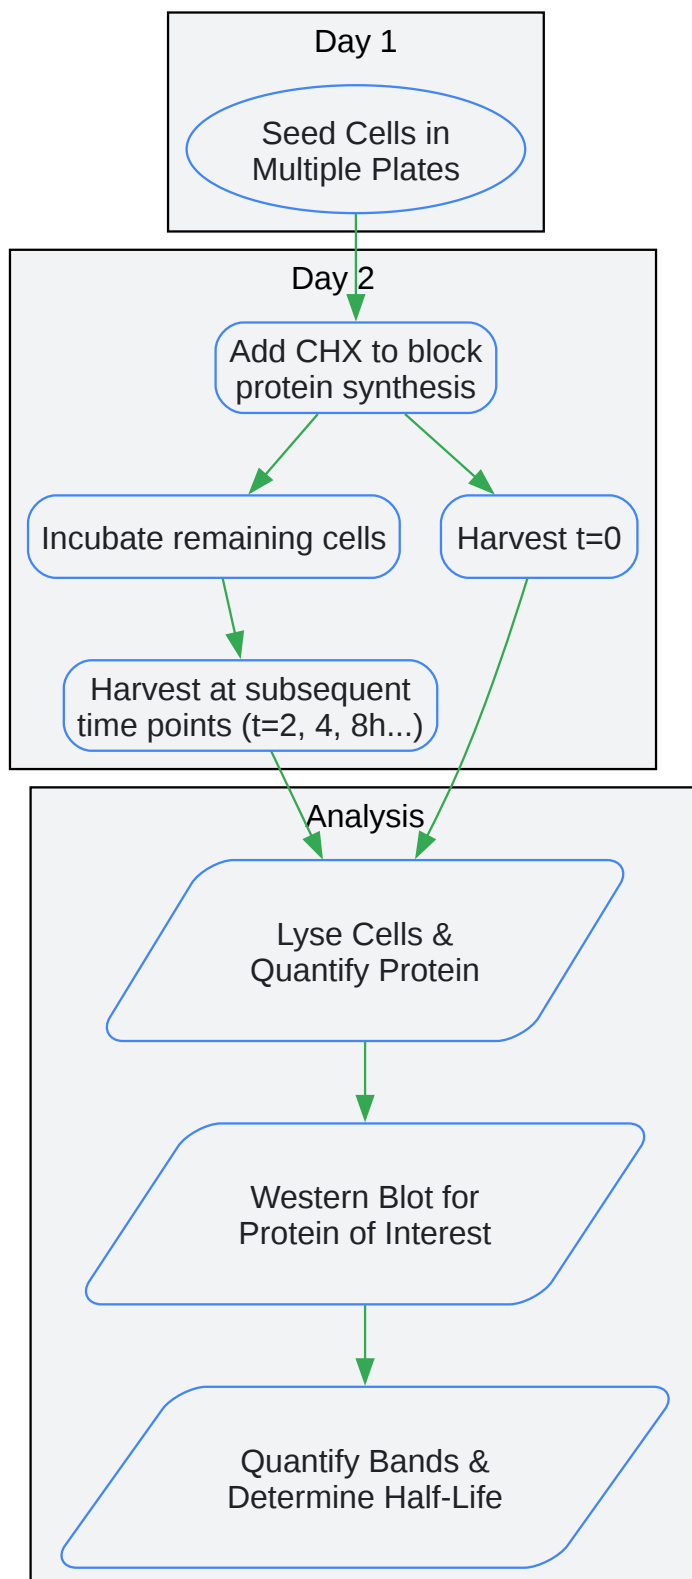 Day 1
Seed Cells in
Multiple Plates
Day 2
Add CHX to block
protein synthesis
Incubate remaining cells
Harvest t=0
Harvest at subsequent
time points (t=2, 4, 8h...)
Analysis
Lyse Cells &
Quantify Protein
Western Blot for
Protein of Interest
Quantify Bands &
Determine Half-Life